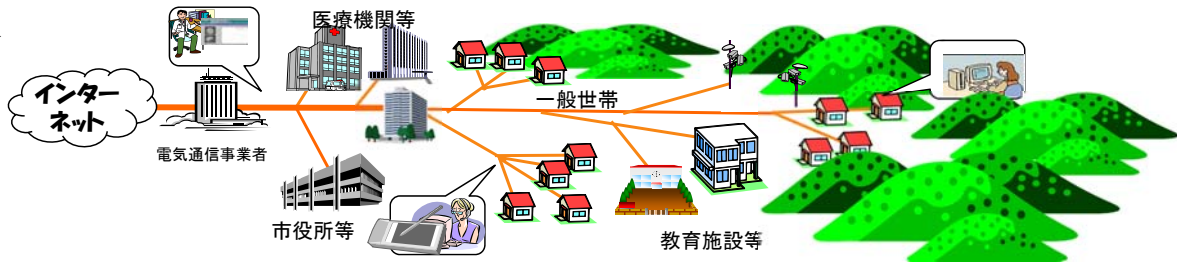 医療機関等
インター
ネット
一般世帯
電気通信事業者
市役所等
教育施設等